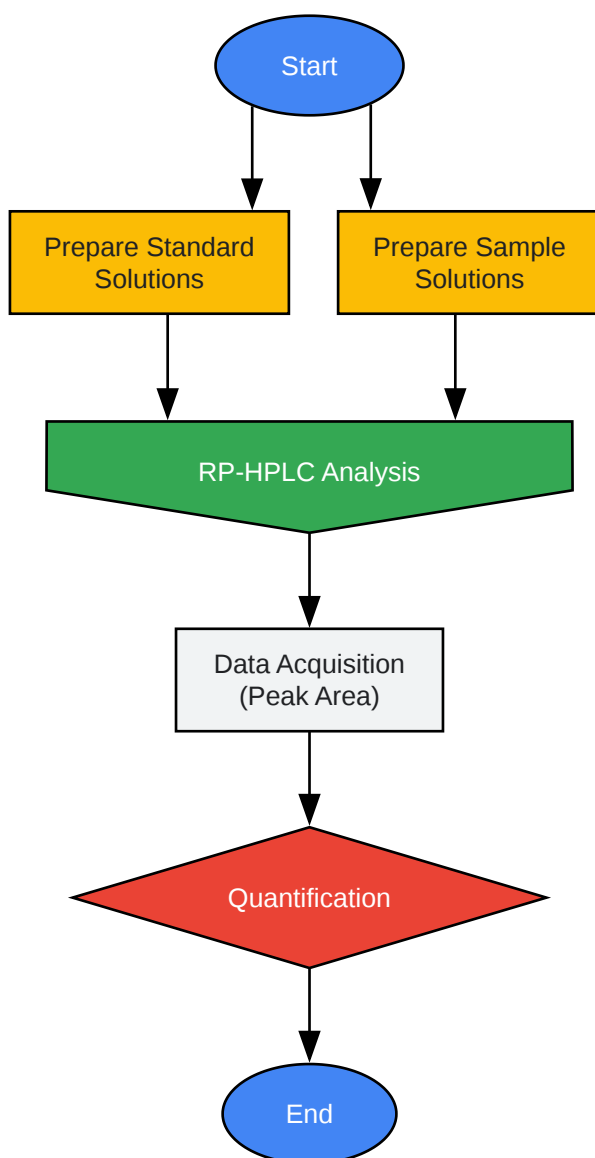 Start
Prepare Standard
Solutions
Prepare Sample
Solutions
RP-HPLC Analysis
Data Acquisition
(Peak Area)
Quantification
End